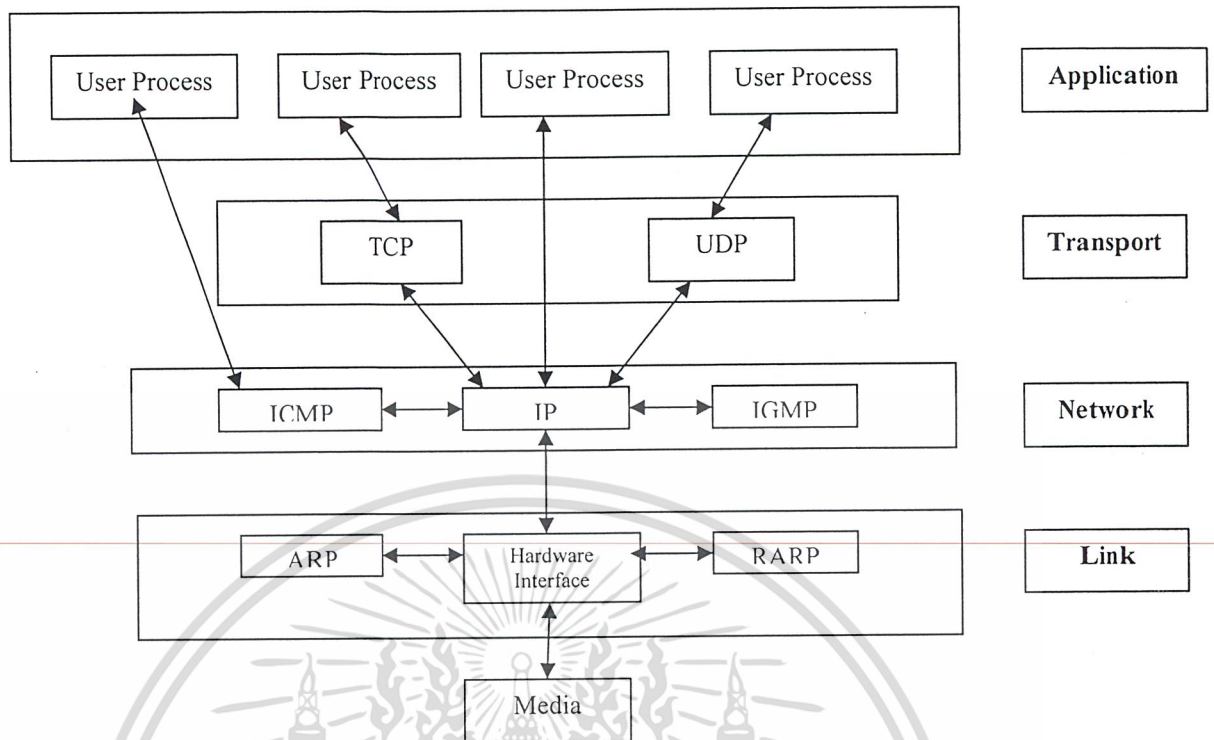 User Process
User Process
User Process
User Process
Application
TCP
UDP
Transport
ICMP
IP
IGMP
Network
ARP
Hardware
Interface
RARP
Link
Media